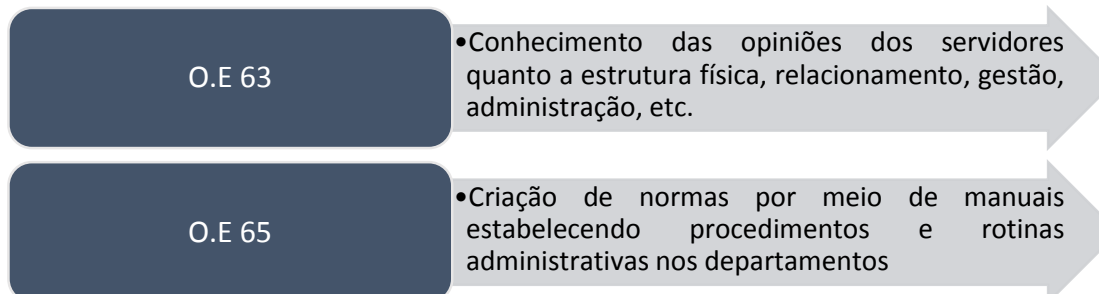 O.E 63
•Conhecimento das opiniões dos servidores
quanto a estrutura física, relacionamento, gestão,
administração, etc.
O.E 65
•Criação de normas por meio de manuais
estabelecendo procedimentos e rotinas
administrativas nos departamentos